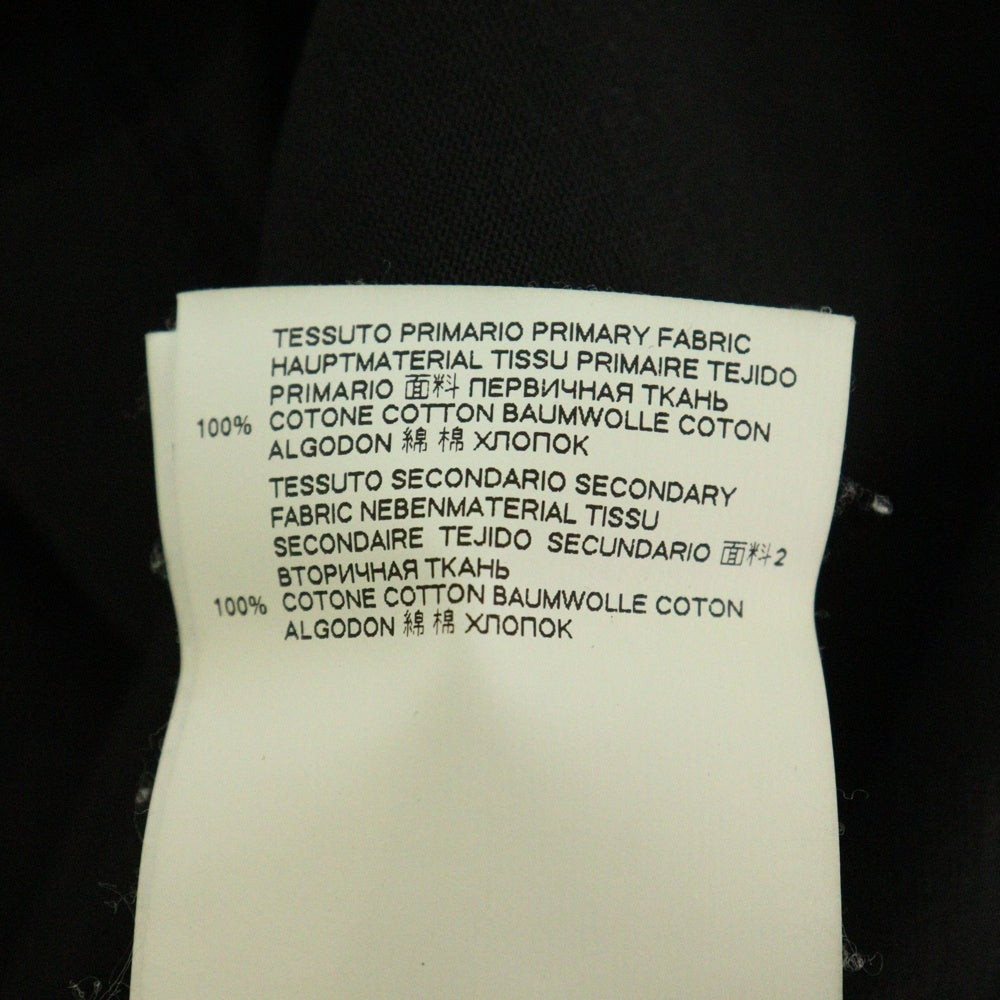 TESSUTO PRIMARIO PRIMARY FABRIC
HAUPTMATERIAL TISSU PRIMAIRE TEJIDO
PRIMARIO 面料 ПЕРВИЧНАЯ ТКАНЬ
100% COTONE COTTON BAUMWOLLE COTON
ALGODON 綿 棉 ХЛОПОК
TESSUTO SECONDARIO SECONDARY
FABRIC NEBENMATERIAL TISSU
SECONDAIRE TEJIDO SECUNDARIO 面料2
ВТОРИЧНАЯ ТКАНЬ
100% COTONE COTTON BAUMWOLLE COTON
ALGODON 綿 棉 ХЛОПОК